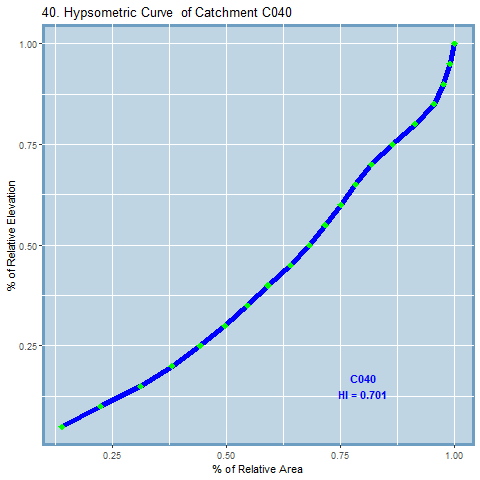 40. Hypsometric Curve  of Catchment C040
% of Relative Elevation
1.00
0.75
0.50
0.25
C040
HI = 0.701
0.25 0.50 0.75 1.00
% of Relative Area